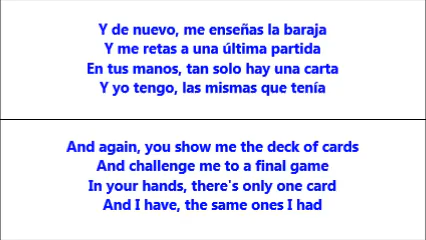 Y de nuevo, me enseñas la baraja
Y me retas a una última partida
En tus manos, tan solo hay una carta
Y yo tengo, las mismas que tenía
And again, you show me the deck of cards
And challenge me to a final game
In your hands, there's only one card
And I have, the same ones I had